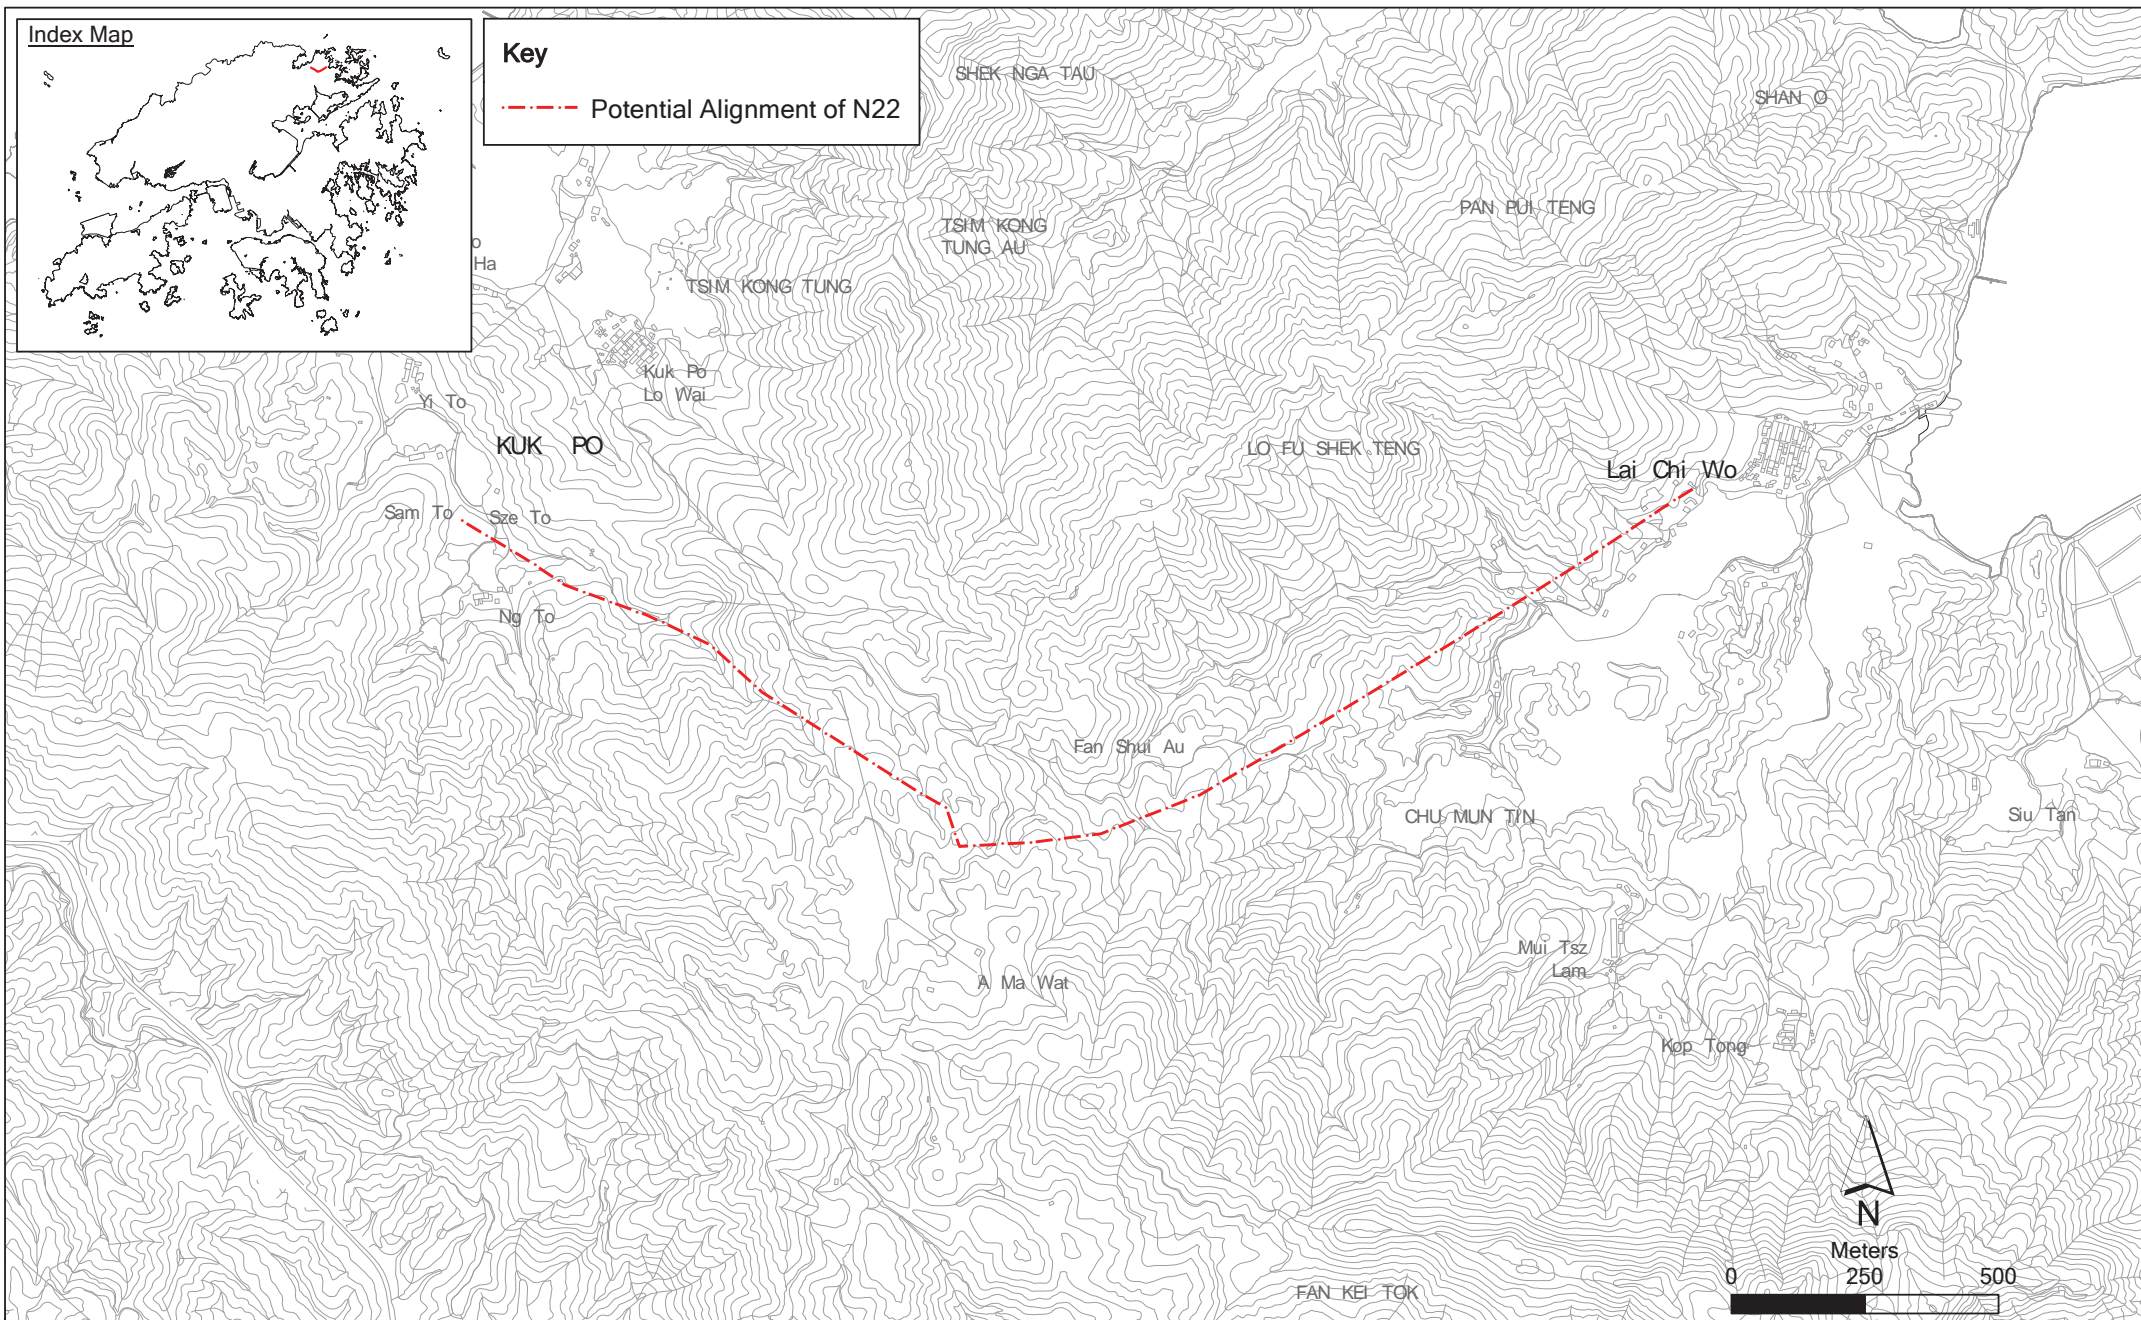 Index Map
Key
Potential Alignment of N22
SHEK NGA TAU
SHAN O
PAN PUI TENG
TSIM KONG
TUNG AU
o
Ha
TSIM KONG TUNG
Kuk Po
Lo Wai
Yi To
KUK PO
LO FU SHEK TENG
Lai Chi Wo
Sam To
Sze To
Ng To
Fan Shui Au
CHU MUN TIN
Siu Tan
Mui Tsz
Lam
A Ma Wat
Kop Tong
N
Meters
0 250 500
FAN KEI TOK